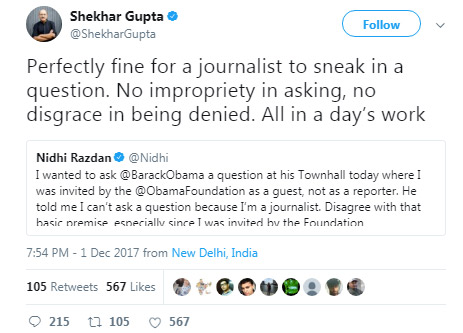 Shekhar Gupta
@ShekharGupta
Follow
Perfectly fine for a journalist to sneak in a
question. No impropriety in asking, no
disgrace in being denied. All in a day's work
Nidhi Razdan @Nidhi
I wanted to ask @BarackObama a question at his Townhall today where I
was invited by the @ObamaFoundation as a guest, not as a reporter. He
told me I can't ask a question because I'm a journalist. Disagree with that
basic premise, especially since I was invited by the Foundation
7:54 PM - 1 Dec 2017 from New Delhi, India
105 Retweets 567 Likes
215 105 567